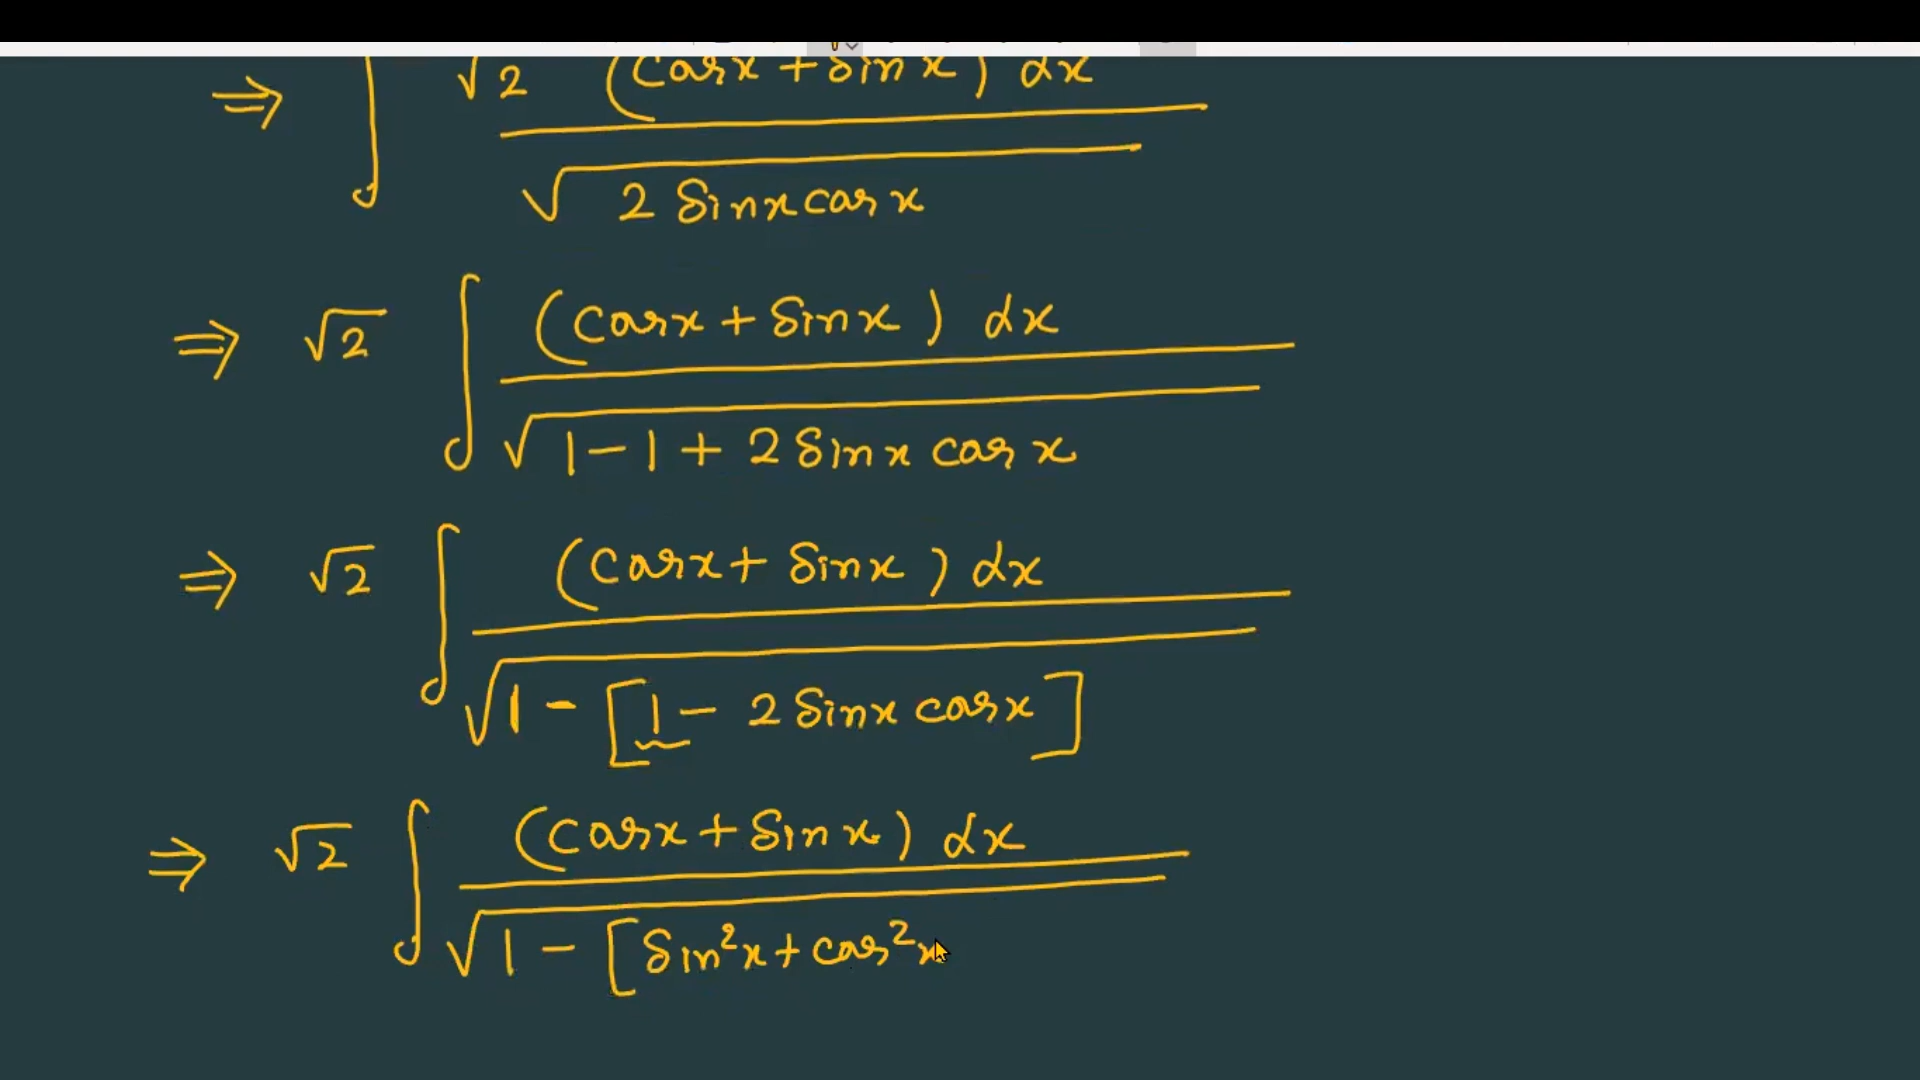 ⇒ ∫ √2 (cosx + sinx) dx
√2 sinx cosx
⇒ √2 ∫ (cosx + sinx) dx
√1 - 1 + 2 sinx cosx
⇒ √2 ∫ (cosx + sinx) dx
√1 - [1 - 2 sinx cosx]
⇒ √2 ∫ (cosx + sinx) dx
√1 - [sin²x + cos²x